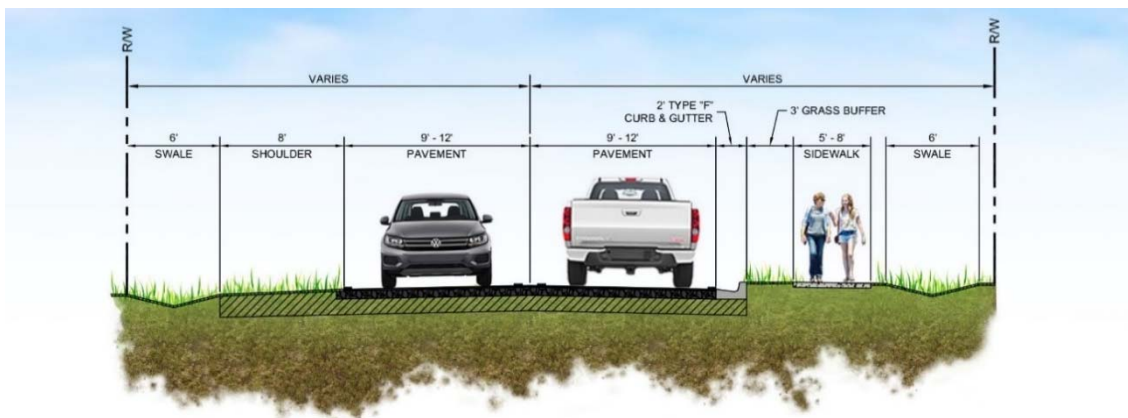 R/W
R/W
VARIES
VARIES
2' TYPE "F"
CURB & GUTTER
3' GRASS BUFFER
6'
SWALE
8'
SHOULDER
9' - 12'
PAVEMENT
9' - 12'
PAVEMENT
5' - 8'
SIDEWALK
6'
SWALE